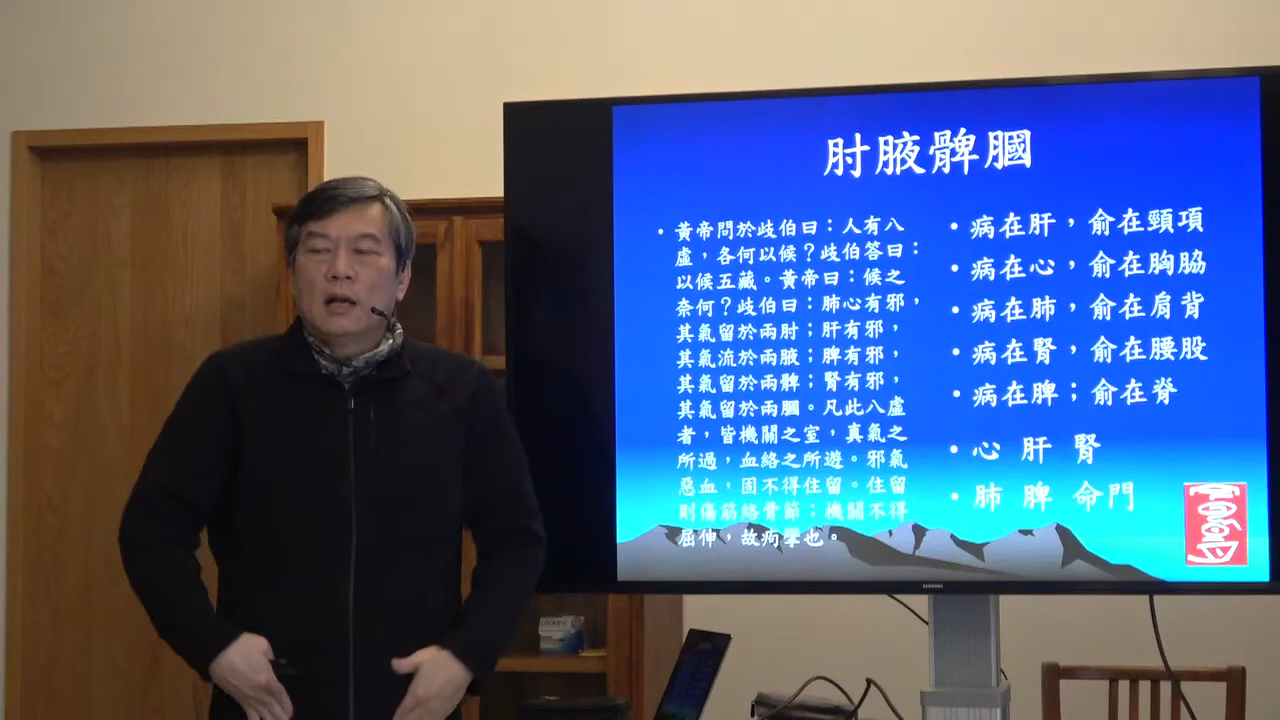 肘腋髀膕
• 黃帝問於歧伯曰：人有八
虛，各何以候？歧伯答曰：
以候五藏。黃帝曰：候之
奈何？歧伯曰：肺心有邪，
其氣留於兩肘；肝有邪，
其氣流於兩腋；脾有邪，
其氣留於兩髀；腎有邪，
其氣留於兩膕。凡此八虛
者，皆機關之室，真氣之
所過，血絡之所遊。邪氣
惡血，固不得住留。住留
則傷筋絡骨節；機關不得
屈伸，故痀攣也。
• 病在肝，俞在頸項
• 病在心，俞在胸脇
• 病在肺，俞在肩背
• 病在腎，俞在腰股
• 病在脾；俞在脊
• 心 肝 腎
• 肺 脾 命門
SAMSUNG